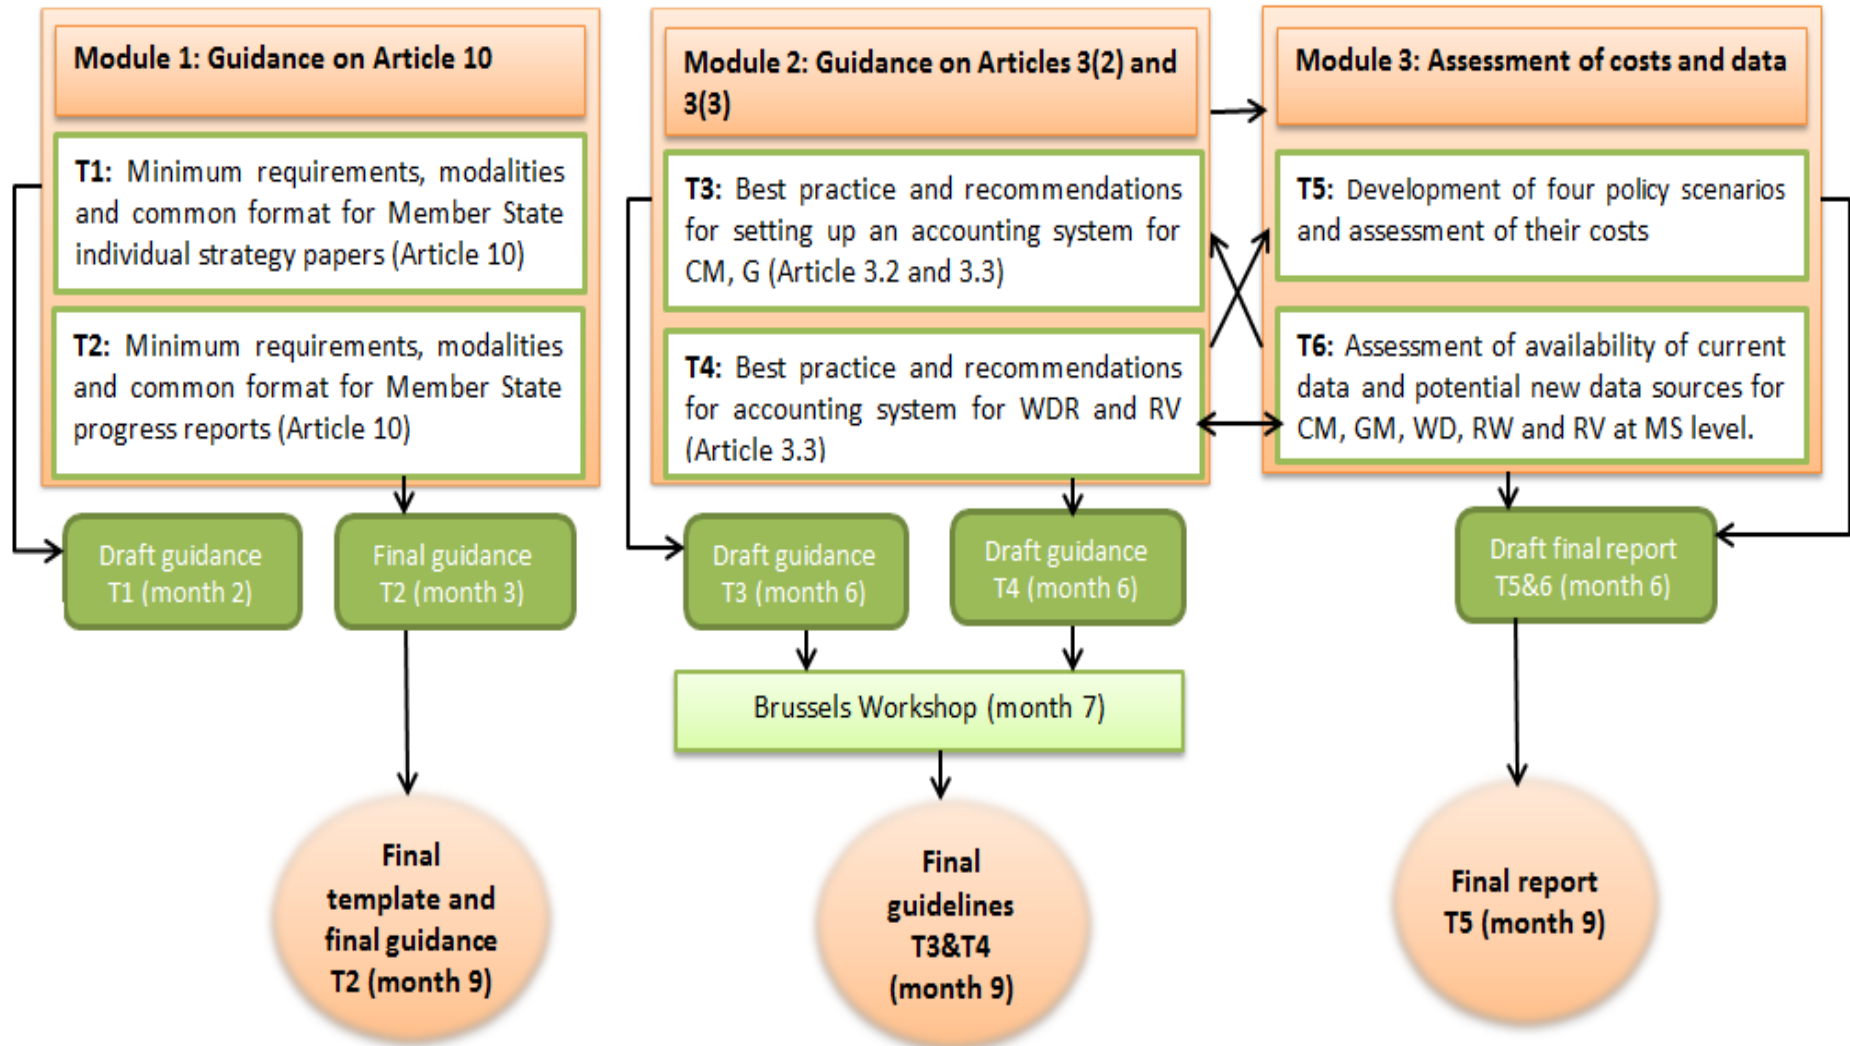 Module 1: Guidance on Article 10
T1: Minimum requirements, modalities
and common format for Member State
individual strategy papers (Article 10)
T2: Minimum requirements, modalities
and common format for Member State
progress reports (Article 10)
Draft guidance
T1 (month 2)
Final guidance
T2 (month 3)
Final
template and
final guidance
T2 (month 9)
Module 2: Guidance on Articles 3(2) and
3(3)
T3: Best practice and recommendations
for setting up an accounting system for
CM, G (Article 3.2 and 3.3)
T4: Best practice and recommendations
for accounting system for WDR and RV
(Article 3.3)
Draft guidance
T3 (month 6)
Draft guidance
T4 (month 6)
Brussels Workshop (month 7)
Final
guidelines
T3&T4
(month 9)
Module 3: Assessment of costs and data
T5: Development of four policy scenarios
and assessment of their costs
T6: Assessment of availability of current
data and potential new data sources for
CM, GM, WD, RW and RV at MS level.
Draft final report
T5&6 (month 6)
Final report
T5 (month 9)